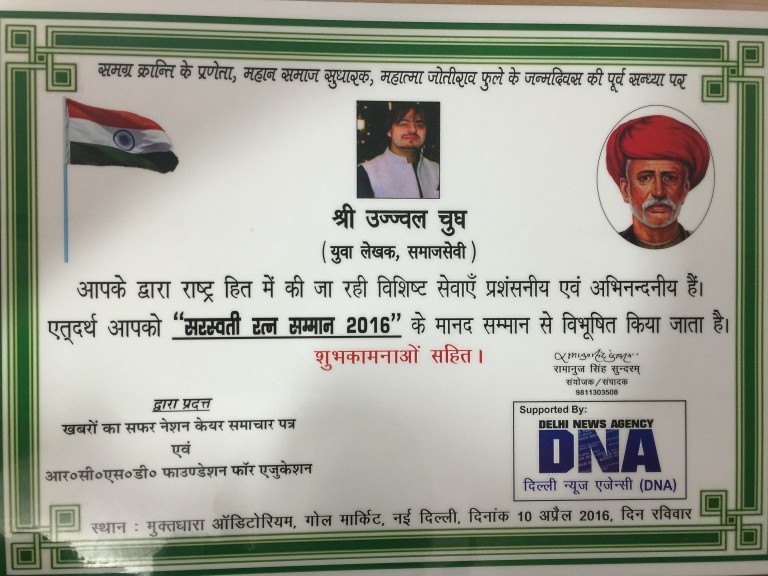 समग्र क्रान्ति के प्रणेता, महान समाज सुधारक, महात्मा जोतीराव फुले के जन्मदिवस की पूर्व सन्ध्या पर
श्री उज्ज्वल चुघ
( युवा लेखक, समाजसेवी )
आपके द्वारा राष्ट्र हित में की जा रही विशिष्ट सेवाएँ प्रशंसनीय एवं अभिनन्दनीय हैं।
एत्दर्थ आपको “सरस्वती रत्न सम्मान 2016” के मानद सम्मान से विभूषित किया जाता है।
शुभकामनाओं सहित।
रामानुज सिंह सुन्दरम्
संयोजक/संपादक
9811303508
द्वारा प्रदत्त
खबरों का सफर नेशन केयर समाचार पत्र
एवं
आर०सी०एस०डी० फाउण्डेशन फॉर एजुकेशन
Supported By:
DELHI NEWS AGENCY
DNA
दिल्ली न्यूज एजेन्सी (DNA)
स्थान : मुक्तधारा ऑडिटोरियम, गोल मार्किट, नई दिल्ली, दिनांक 10 अप्रैल 2016, दिन रविवार